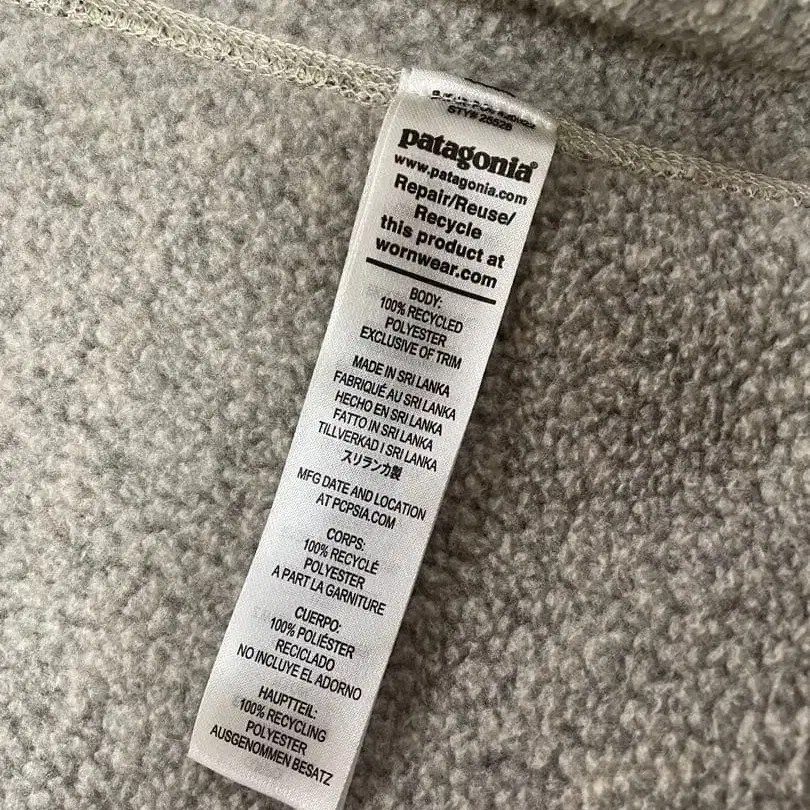 STY# 25528
patagonia®
www.patagonia.com
Repair/Reuse/
Recycle
this product at
wornwear.com
BODY:
100% RECYCLED
POLYESTER
EXCLUSIVE OF TRIM
MADE IN SRI LANKA
FABRIQUÉ AU SRI LANKA
HECHO EN SRI LANKA
FATTO IN SRI LANKA
TILLVERKAD I SRI LANKA
スリランカ製
MFG DATE AND LOCATION
AT PCPSIA.COM
CORPS:
100% RECYCLÉ
POLYESTER
A PART LA GARNITURE
CUERPO:
100% POLIÉSTER
RECICLADO
NO INCLUYE EL ADORNO
HAUPTTEIL:
100% RECYCLING
POLYESTER
AUSGENOMMEN BESATZ